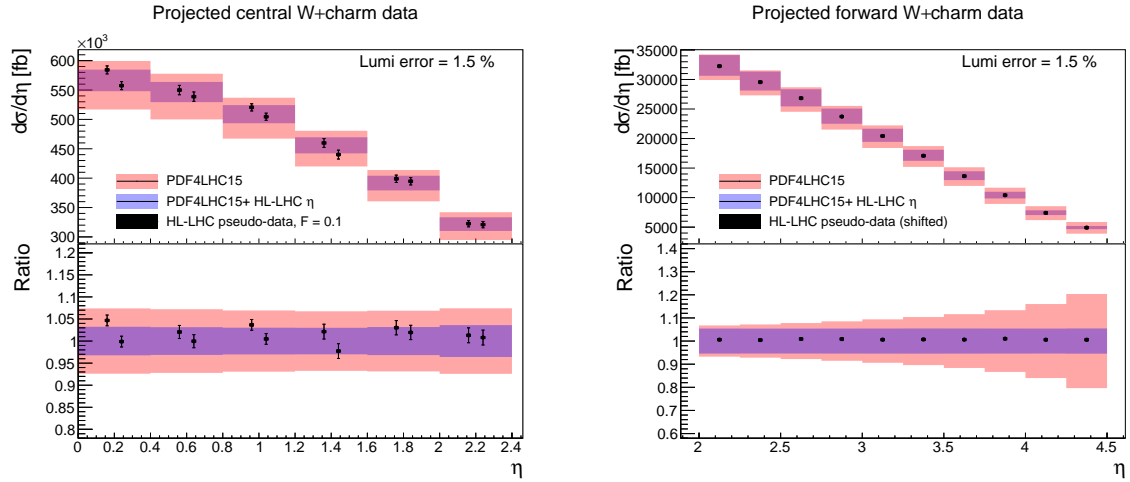 Projected central W+charm data
×10³
dσ/dη [fb]
Lumi error = 1.5 %
600
550
500
450
400
350
300
PDF4LHC15
PDF4LHC15+ HL-LHC η
HL-LHC pseudo-data, F = 0.1
Ratio
1.2
1.15
1.1
1.05
1
0.95
0.9
0.85
0.8
0 0.2 0.4 0.6 0.8 1 1.2 1.4 1.6 1.8 2 2.2 2.4
η
Projected forward W+charm data
dσ/dη [fb]
Lumi error = 1.5 %
35000
30000
25000
20000
15000
10000
5000
PDF4LHC15
PDF4LHC15+ HL-LHC η
HL-LHC pseudo-data (shifted)
Ratio
1.4
1.3
1.2
1.1
1
0.9
0.8
0.7
0.6
2 2.5 3 3.5 4 4.5
η